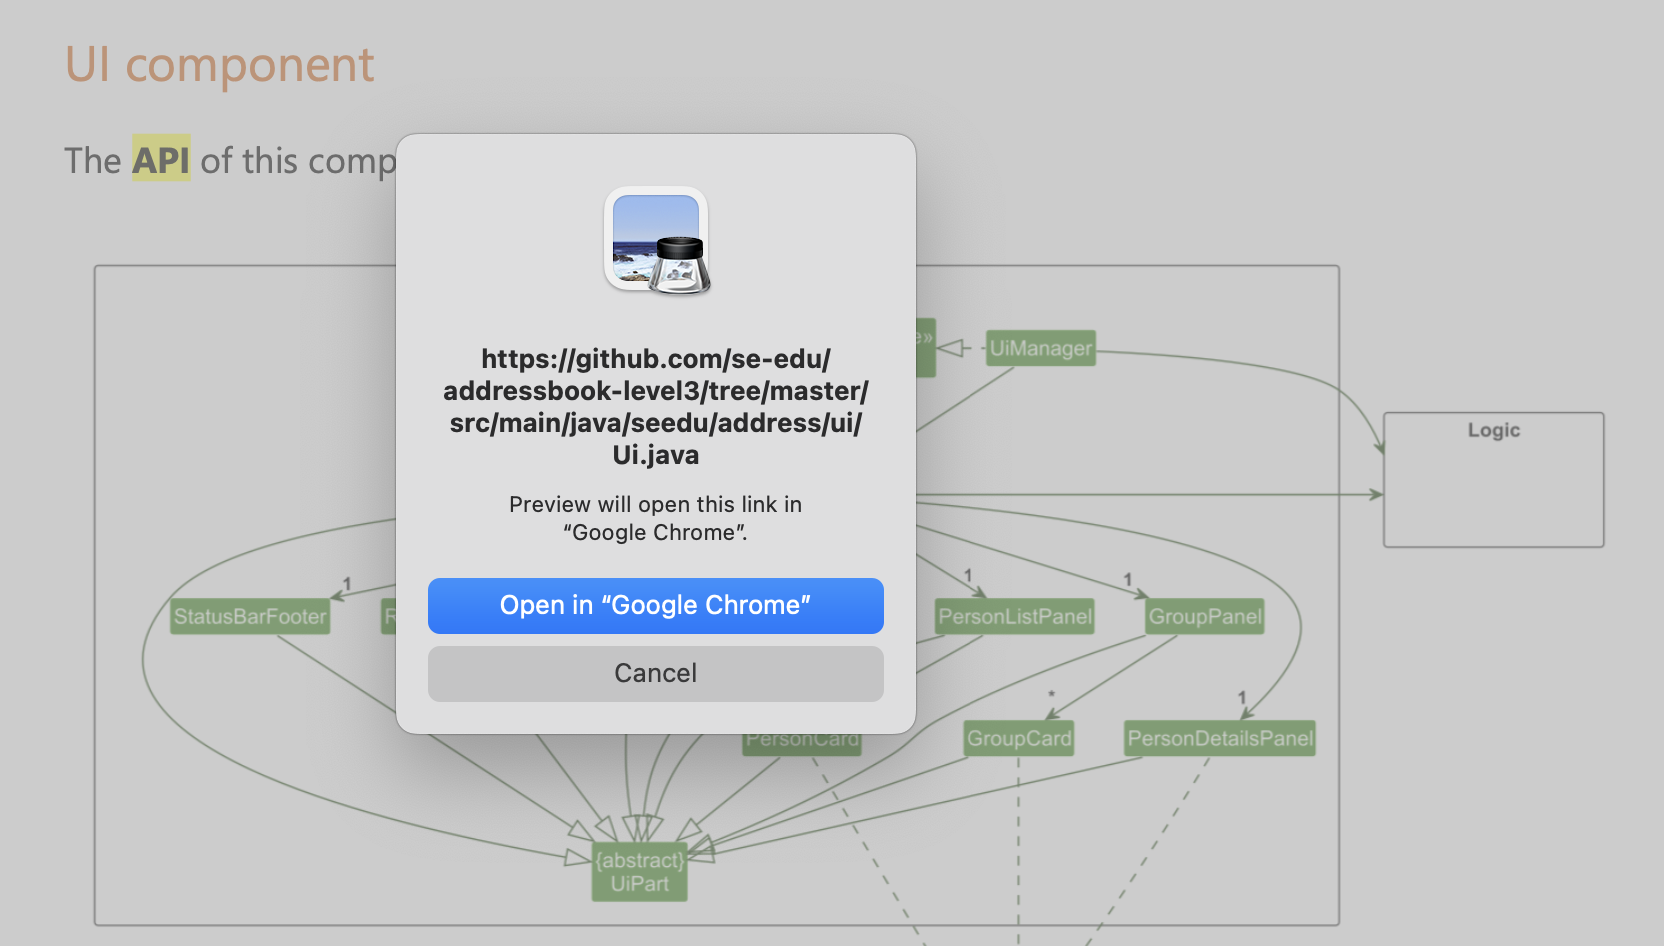 UI component
The API of this comp
https://github.com/se-edu/
addressbook-level3/tree/master/
src/main/java/seedu/address/ui/
Ui.java
Preview will open this link in
“Google Chrome”.
Open in “Google Chrome”
Cancel
e»
UiManager
Logic
1
1
1
StatusBarFooter
R
PersonListPanel
GroupPanel
*
1
PersonCard
GroupCard
PersonDetailsPanel
{abstract}
UiPart